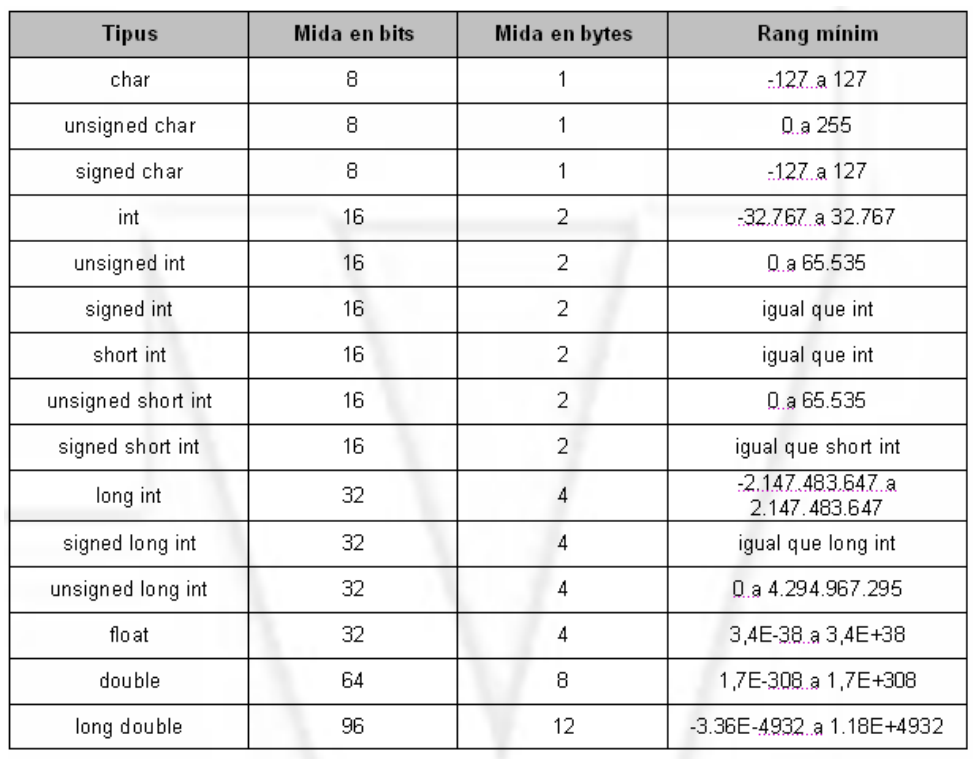 Tipus Mida en bits Mida en bytes Rang mínim
char 8 1 -127 a 127
unsigned char 8 1 0 a 255
signed char 8 1 -127 a 127
int 16 2 -32.767 a 32.767
unsigned int 16 2 0 a 65.535
signed int 16 2 igual que int
short int 16 2 igual que int
unsigned short int 16 2 0 a 65.535
signed short int 16 2 igual que short int
long int 32 4 -2.147.483.647 a
2.147.483.647
signed long int 32 4 igual que long int
unsigned long int 32 4 0 a 4.294.967.295
float 32 4 3,4E-38 a 3,4E+38
double 64 8 1,7E-308 a 1,7E+308
long double 96 12 -3.36E-4932 a 1.18E+4932